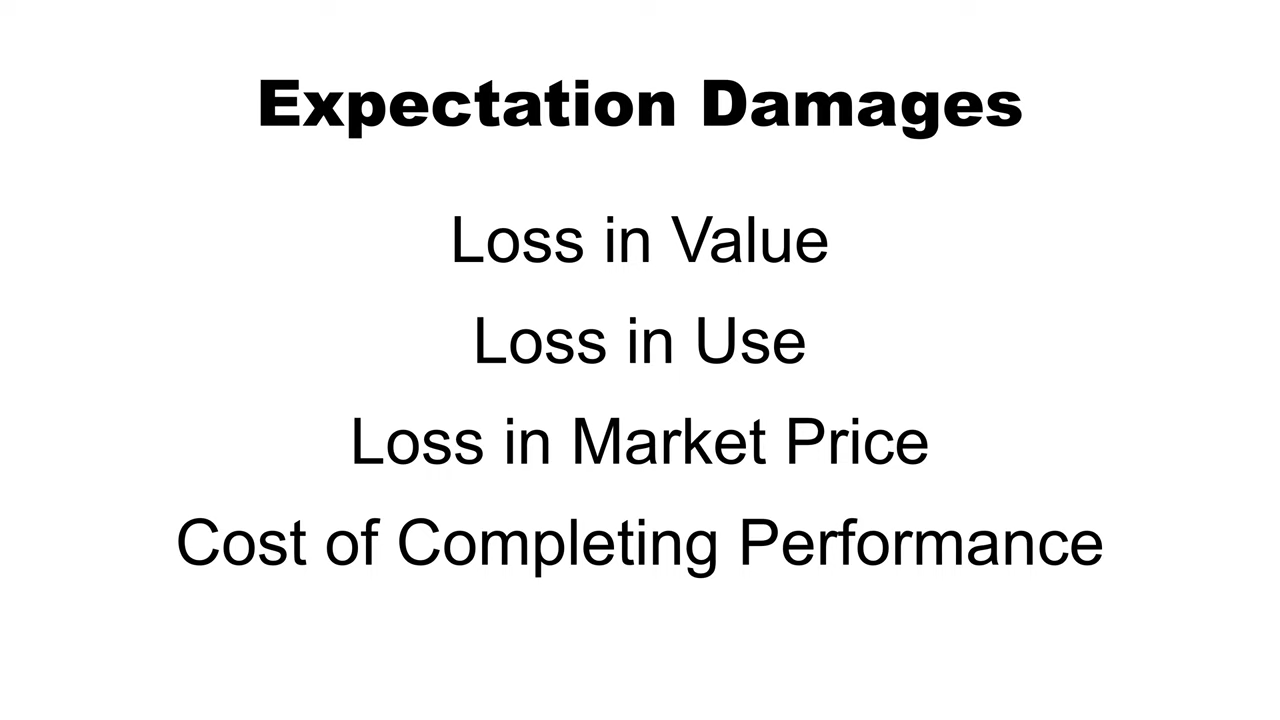 Expectation Damages
Loss in Value
Loss in Use
Loss in Market Price
Cost of Completing Performance